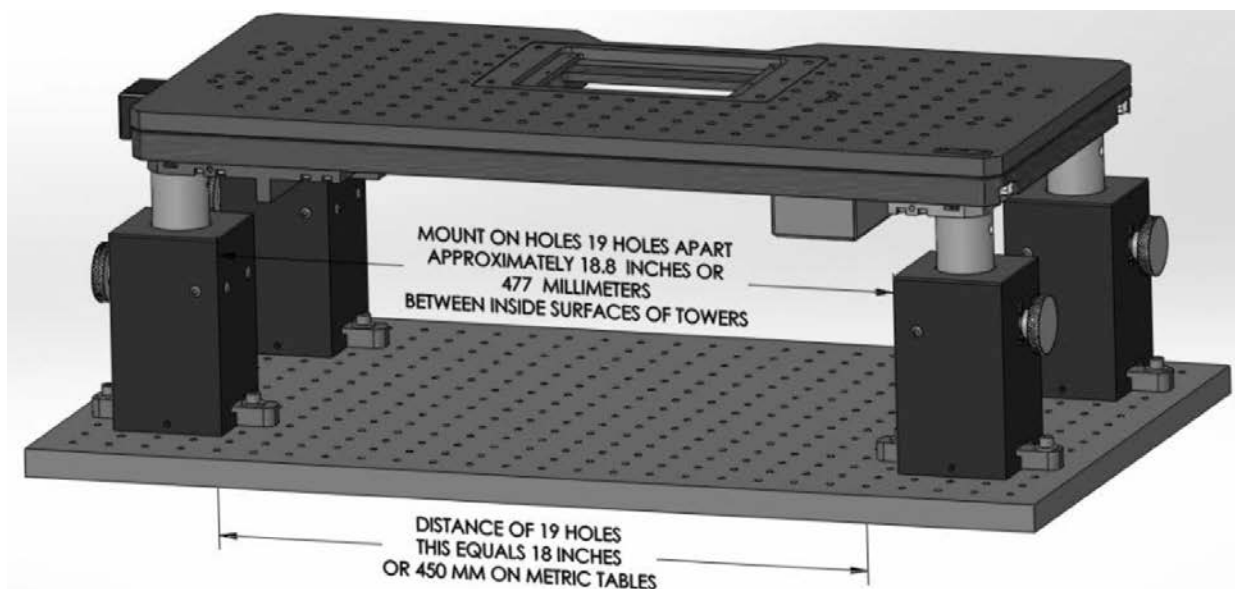 MOUNT ON HOLES 19 HOLES APART
APPROXIMATELY 18.8 INCHES OR
477 MILLIMETERS
BETWEEN INSIDE SURFACES OF TOWERS
DISTANCE OF 19 HOLES
THIS EQUALS 18 INCHES
OR 450 MM ON METRIC TABLES